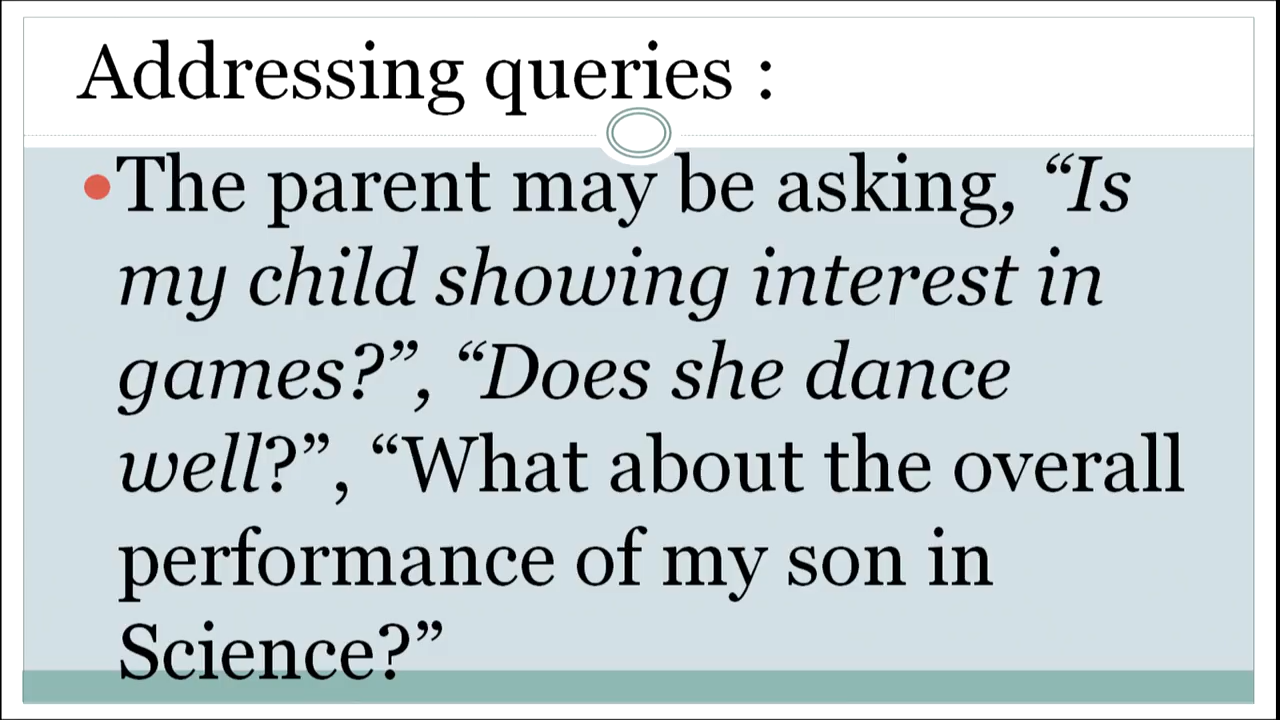 Addressing queries :
•The parent may be asking, “Is
my child showing interest in
games?”, “Does she dance
well?”, “What about the overall
performance of my son in
Science?”